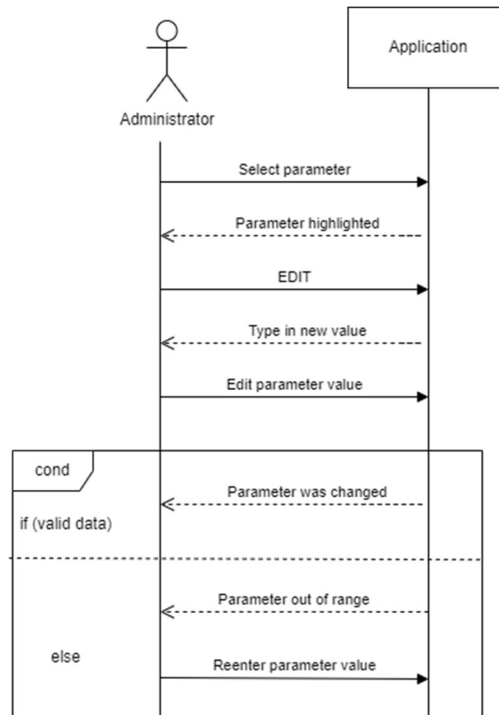 Application
Administrator
Select parameter
Parameter highlighted
EDIT
Type in new value
Edit parameter value
cond
Parameter was changed
if (valid data)
Parameter out of range
else
Reenter parameter value